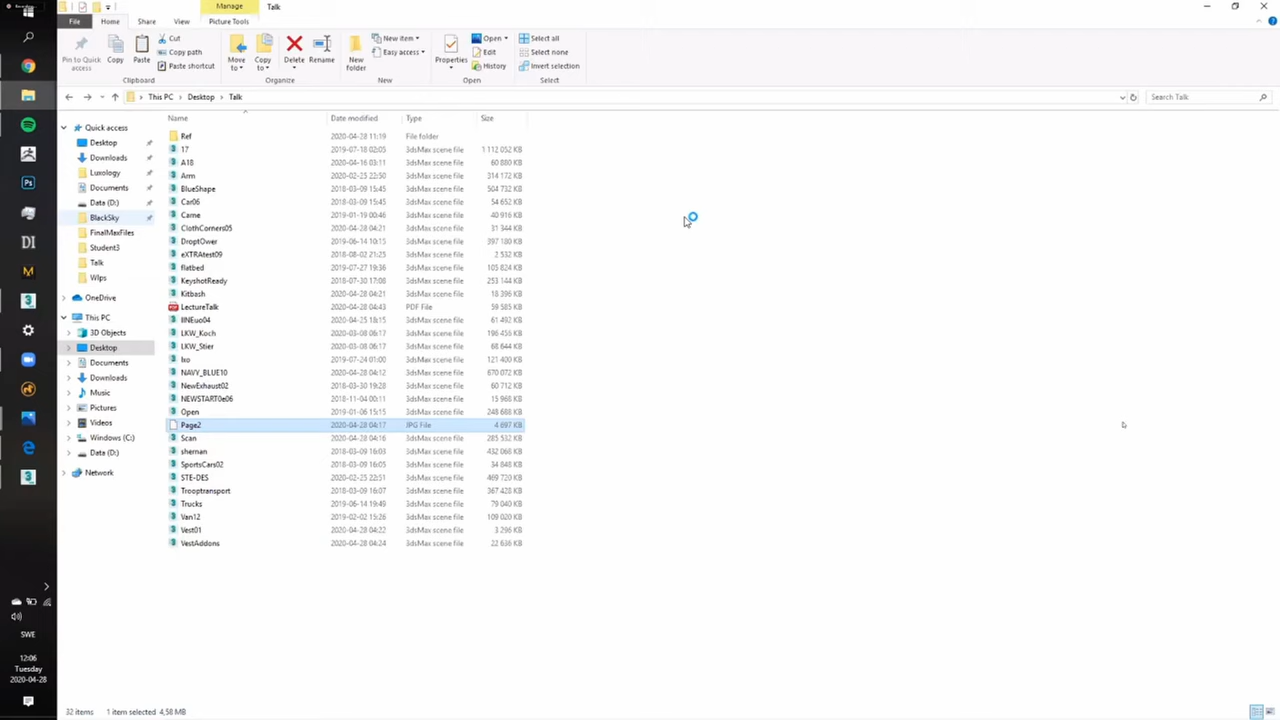 Manage
Talk
File
Home
Share
View
Picture Tools
Pin to Quick access
Copy
Paste
Cut
Copy path
Paste shortcut
Move to
Copy to
Delete
Rename
New folder
New item
Easy access
Properties
Open
Edit
History
Select all
Select none
Invert selection
Clipboard
Organize
New
Open
Select
This PC > Desktop > Talk
Search Talk
Name Date modified Type Size
Ref 2020-04-28 11:19 File folder
17 2019-07-18 02:05 3dsMax scene file 1 112 052 KB
A18 2020-04-16 03:11 3dsMax scene file 60 880 KB
Arm 2020-02-25 22:50 3dsMax scene file 314 172 KB
BlueShape 2018-03-09 15:45 3dsMax scene file 504 732 KB
Car06 2018-03-09 15:45 3dsMax scene file 54 652 KB
Carne 2019-01-19 00:46 3dsMax scene file 40 916 KB
ClothCorners05 2020-04-28 04:21 3dsMax scene file 31 344 KB
DroptOwer 2019-06-14 10:15 3dsMax scene file 397 180 KB
eXTRAtest09 2018-08-02 21:25 3dsMax scene file 2 532 KB
flatbed 2019-07-27 19:36 3dsMax scene file 105 824 KB
KeyshotReady 2018-07-30 17:08 3dsMax scene file 253 144 KB
Kitbash 2020-04-28 04:21 3dsMax scene file 18 396 KB
LectureTalk 2020-04-28 04:43 PDF File 59 585 KB
IINEuo04 2020-04-25 18:15 3dsMax scene file 61 492 KB
LKW_Koch 2020-03-08 06:17 3dsMax scene file 196 456 KB
LKW_Stier 2020-03-08 06:17 3dsMax scene file 68 644 KB
lxo 2019-07-24 01:00 3dsMax scene file 121 400 KB
NAVY_BLUE10 2020-04-28 04:12 3dsMax scene file 670 072 KB
NewExhaust02 2018-03-30 19:28 3dsMax scene file 60 712 KB
NEWSTART0e06 2018-11-04 00:11 3dsMax scene file 15 968 KB
Open 2019-01-06 15:15 3dsMax scene file 248 688 KB
Page2 2020-04-28 04:17 JPG File 4 697 KB
Scan 2020-04-28 04:16 3dsMax scene file 285 532 KB
shernan 2018-03-09 16:03 3dsMax scene file 432 068 KB
SportsCars02 2018-03-09 16:05 3dsMax scene file 34 848 KB
STE-DES 2020-02-25 22:51 3dsMax scene file 469 720 KB
Trooptransport 2018-03-09 16:07 3dsMax scene file 367 428 KB
Trucks 2019-06-14 19:49 3dsMax scene file 79 040 KB
Van12 2019-02-02 15:26 3dsMax scene file 109 020 KB
Vest01 2020-04-28 04:22 3dsMax scene file 3 296 KB
VestAddons 2020-04-28 04:24 3dsMax scene file 22 636 KB
Quick access
Desktop
Downloads
Luxology
Documents
Data (D:)
BlackSky
FinalMaxFiles
Student3
Talk
WIps
OneDrive
This PC
3D Objects
Desktop
Documents
Downloads
Music
Pictures
Videos
Windows (C:)
Data (D:)
Network
Ps
DI
M
SWE
12:06
Tuesday
2020-04-28
32 items 1 item selected 4,58 MB